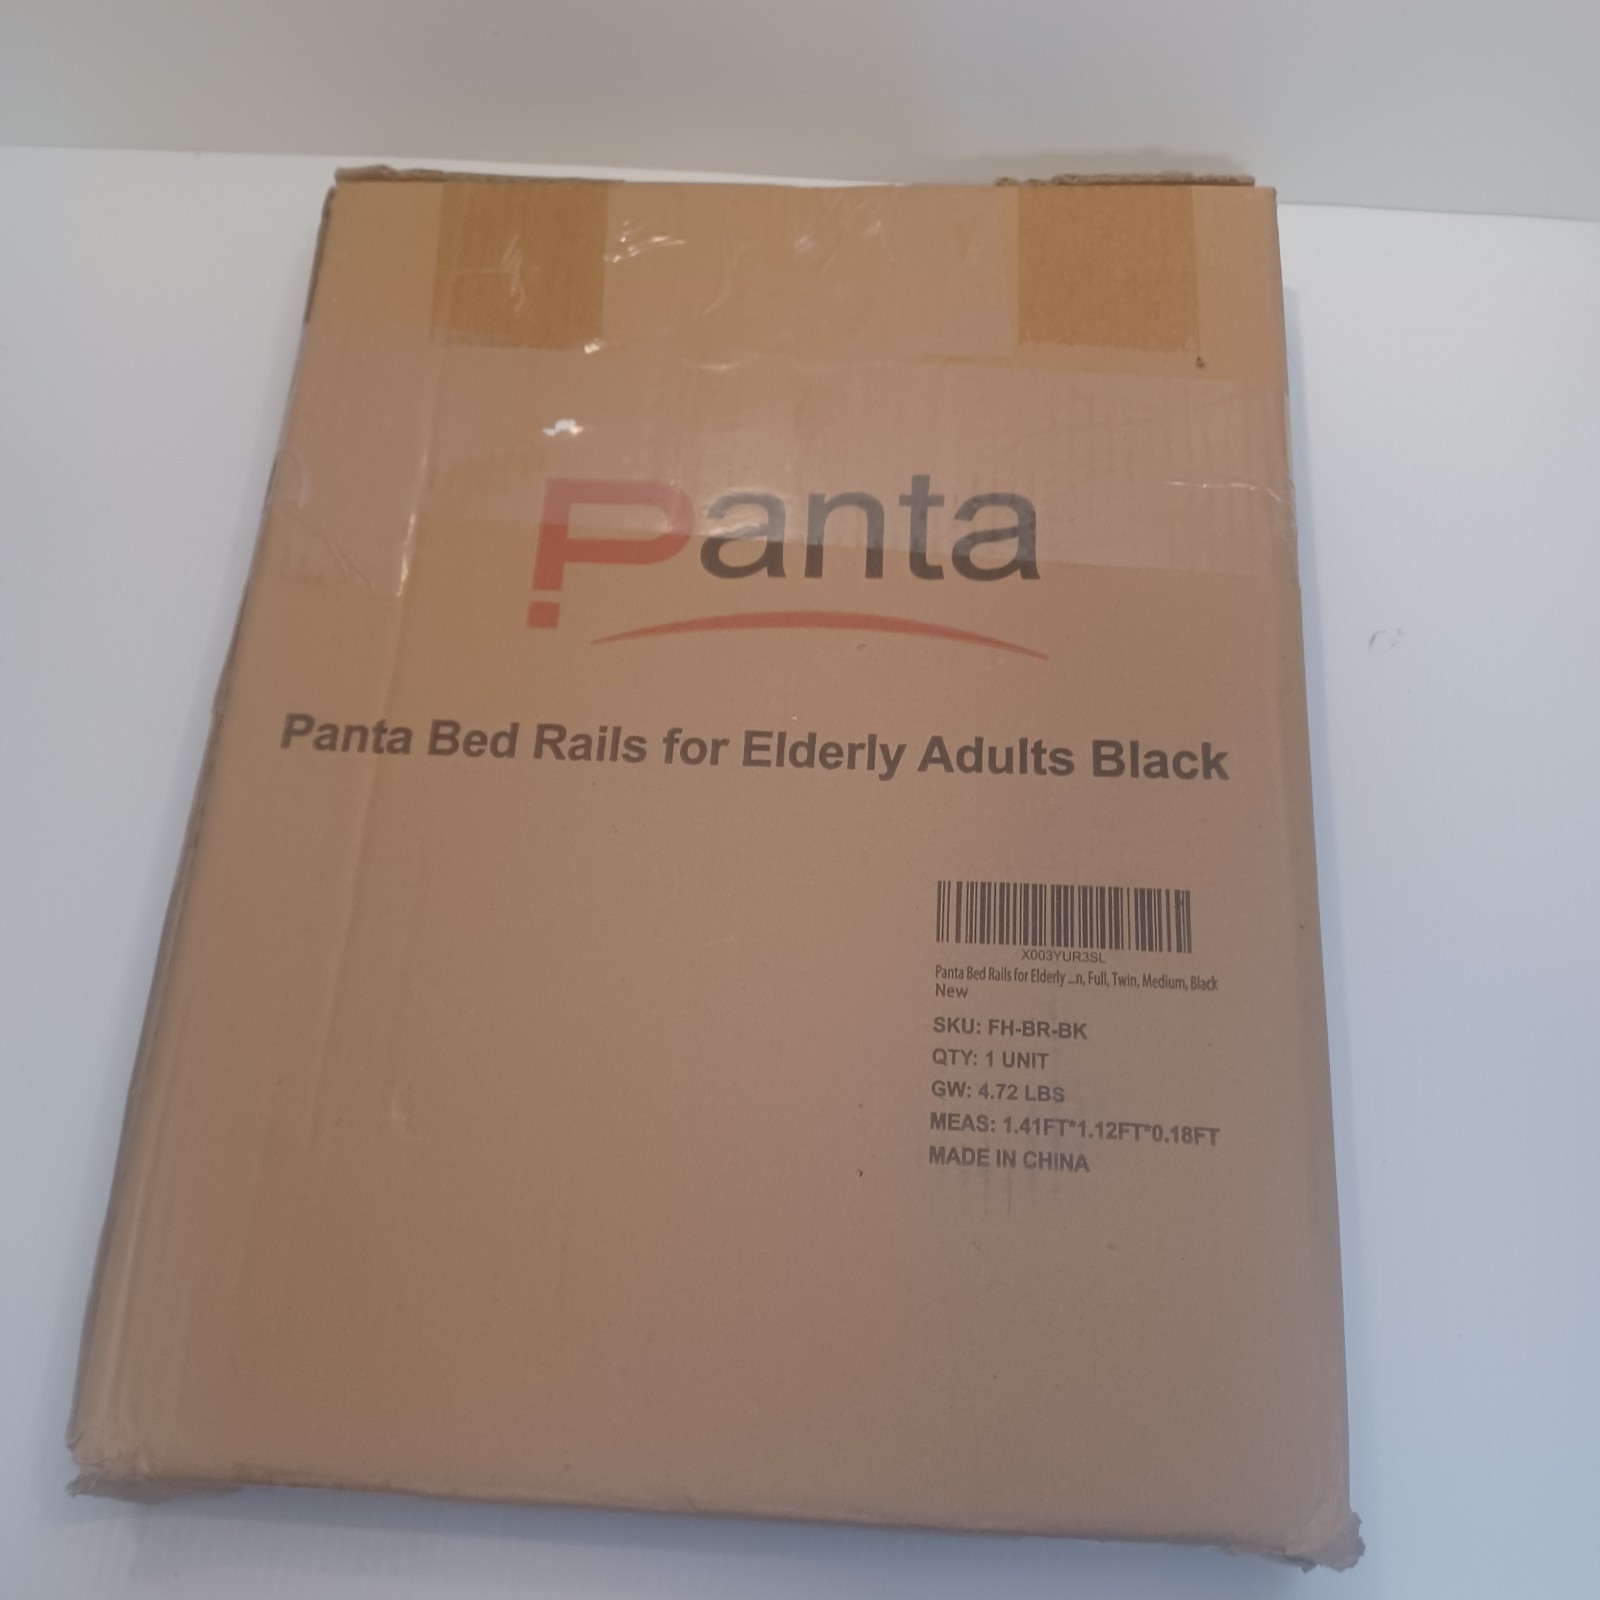 Panta
Panta Bed Rails for Elderly Adults Black
X003YUR3SL
Panta Bed Rails for Elderly ...n, Full, Twin, Medium, Black
New
SKU: FH-BR-BK
QTY: 1 UNIT
GW: 4.72 LBS
MEAS: 1.41FT*1.12FT*0.18FT
MADE IN CHINA